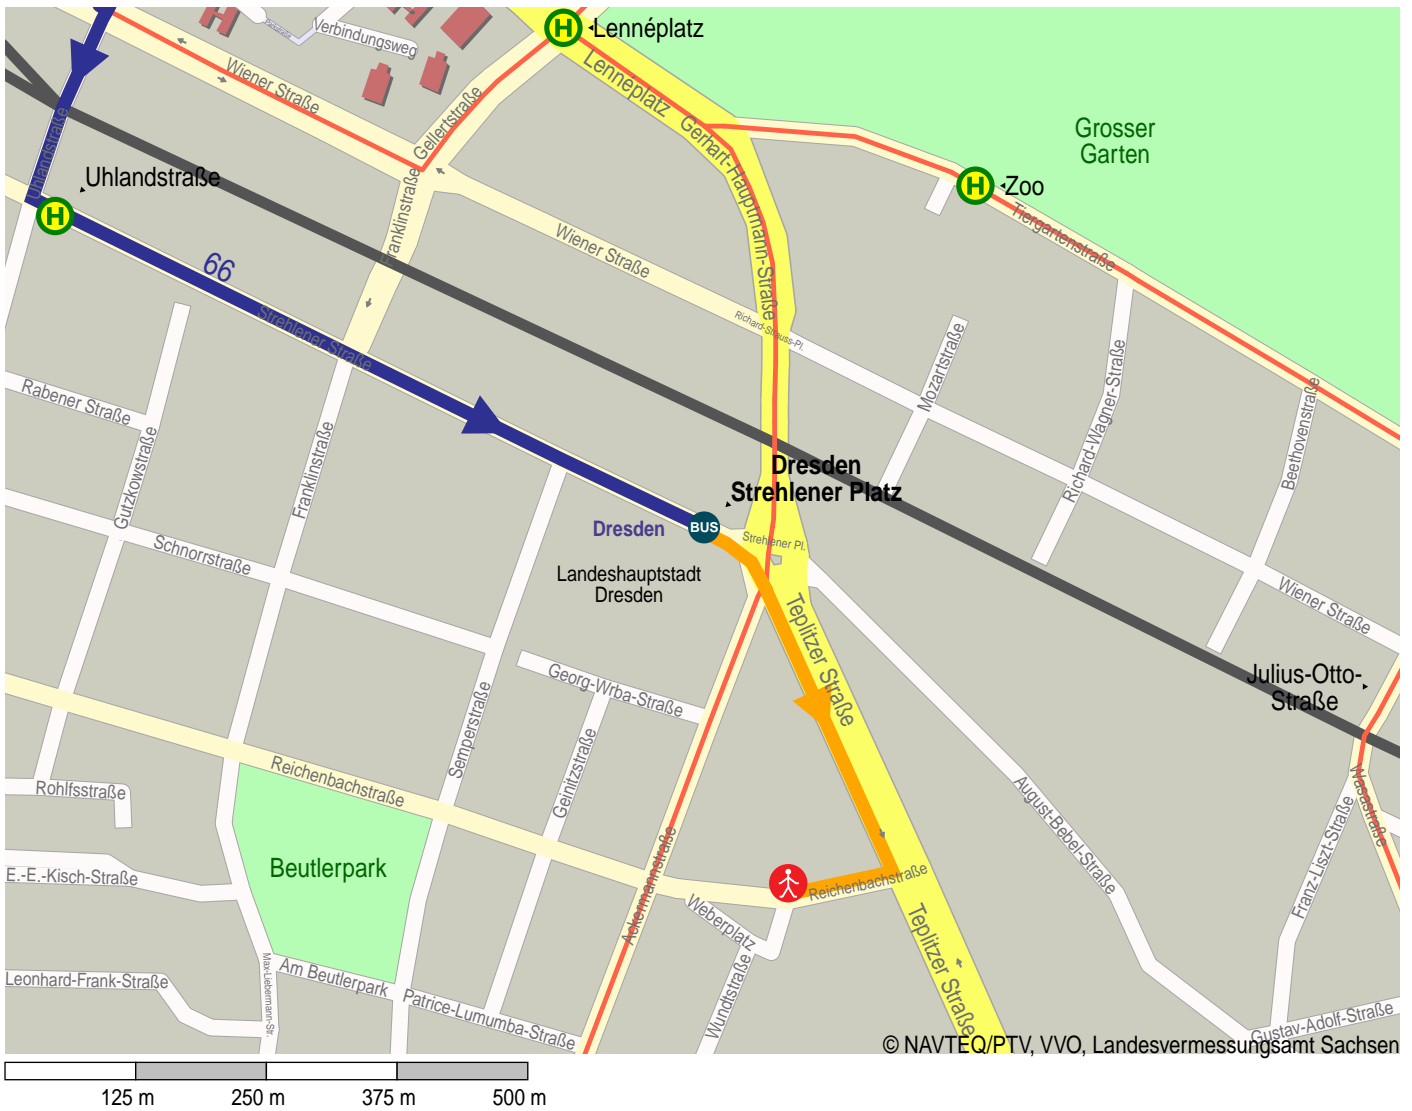 Lennéplatz
Verbindungsweg
Wiener Straße
Gellertstraße
Lennéplatz
Gerhart-Hauptmann-Straße
Grosser
Garten
Uhlandstraße
Uhlandstraße
Zoo
Tiergartenstraße
Franklinstraße
Wiener Straße
66
Strehlener Straße
Richard-Strauss-Pl.
Mozartstraße
Richard-Wagner-Straße
Beethovenstraße
Rabener Straße
Gutzkowstraße
Franklinstraße
Dresden
Strehlener Platz
BUS
Dresden
Strehlener Pl.
Schnorrstraße
Landeshauptstadt
Dresden
Teplitzer Straße
Wiener Straße
Georg-Wrba-Straße
Julius-Otto-
Straße
Semperstraße
Geinitzstraße
Reichenbachstraße
Rohlfsstraße
August-Bebel-Straße
Wasastraße
Franz-Liszt-Straße
Ackermannstraße
Beutlerpark
E.-E.-Kisch-Straße
Reichenbachstraße
Weberplatz
Teplitzer Straße
Am Beutlerpark
Max-Liebermann-Str.
Leonhard-Frank-Straße
Patrice-Lumumba-Straße
Wundtstraße
Gustav-Adolf-Straße
© NAVTEQ/PTV, VVO, Landesvermessungsamt Sachsen
125 m 250 m 375 m 500 m
H
H
H